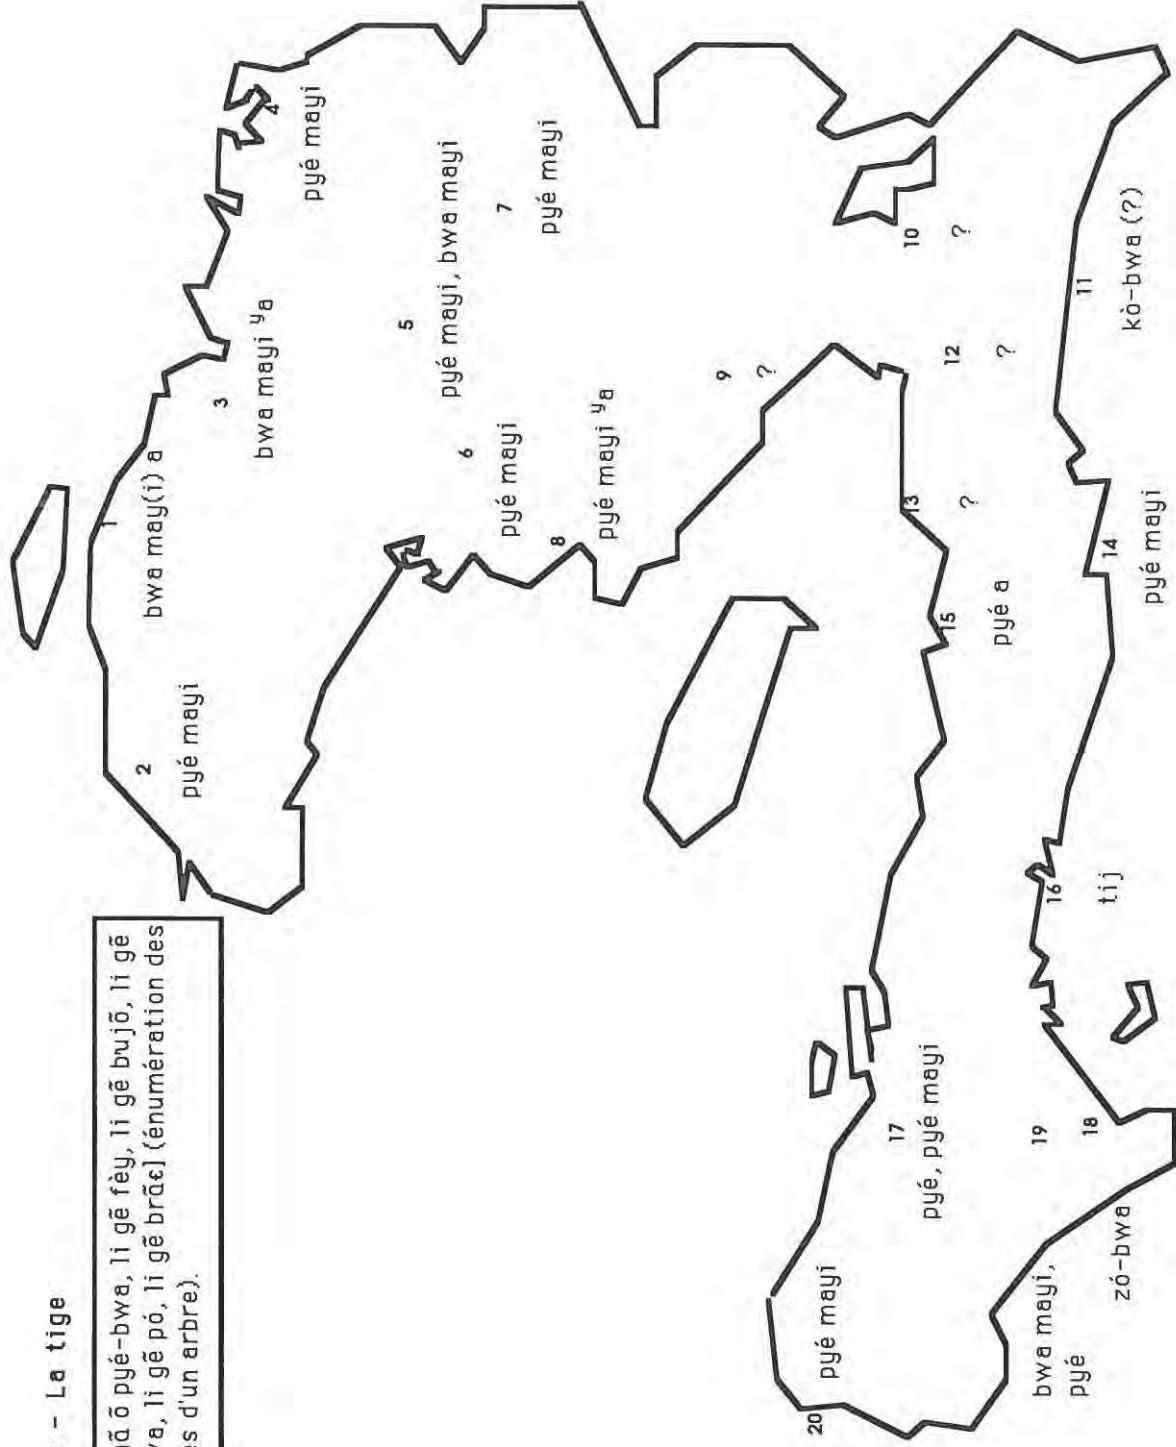 - La tige
õ pyé-bwa, li gẽ fèy, li gẽ bujõ, li gẽ
li gẽ pó, li gẽ brãɛ] (énumération des
d'un arbre).
1
bwa may(i) a
2
pyé mayi
3
bwa mayi ʸa
4
pyé mayi
5
pyé mayi, bwa mayi
6
pyé mayi
7
pyé mayi
8
pyé mayi ʸa
9
?
10
?
11
kò-bwa (?)
12
?
13
?
14
pyé mayi
15
pyé a
16
tij
17
pyé, pyé mayi
18
zó-bwa
19
bwa mayi,
pyé
20
pyé mayi